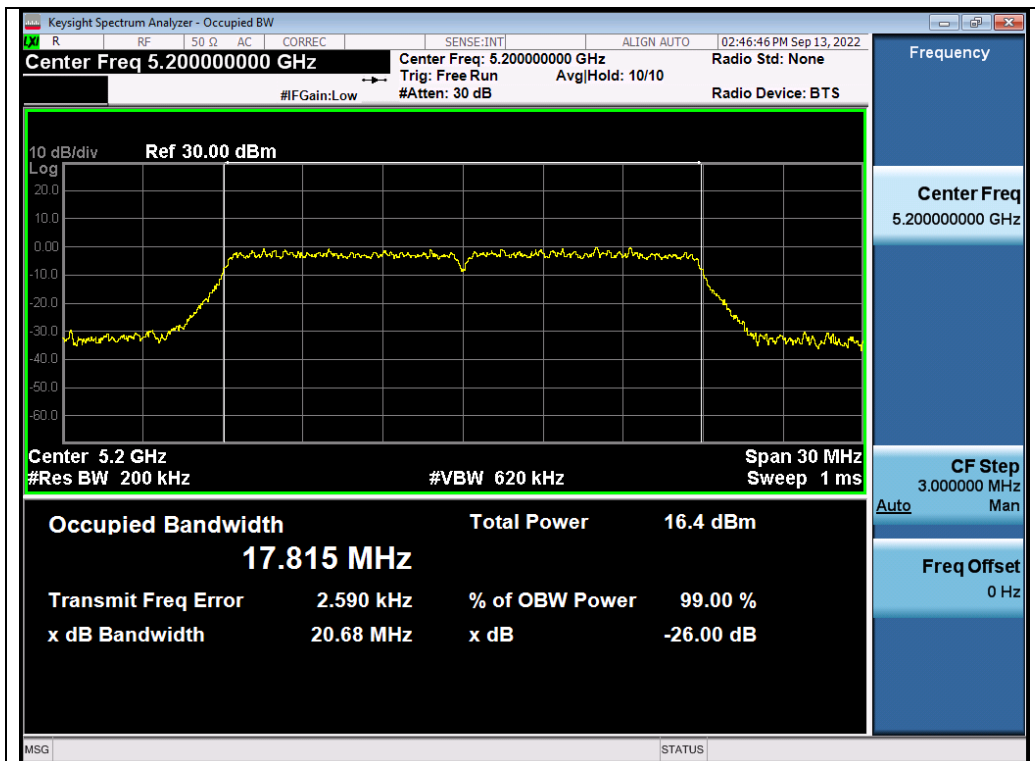 Keysight Spectrum Analyzer - Occupied BW
LXI R RF 50 Ω AC CORREC SENSE:INT ALIGN AUTO 02:46:46 PM Sep 13, 2022
Center Freq 5.200000000 GHz
Center Freq: 5.200000000 GHz Radio Std: None
Trig: Free Run Avg|Hold: 10/10
#IFGain:Low #Atten: 30 dB Radio Device: BTS
10 dB/div Ref 30.00 dBm
Log
20.0
10.0
0.00
-10.0
-20.0
-30.0
-40.0
-50.0
-60.0
Center 5.2 GHz Span 30 MHz
#Res BW 200 kHz #VBW 620 kHz Sweep 1 ms
Occupied Bandwidth Total Power 16.4 dBm
17.815 MHz
Transmit Freq Error 2.590 kHz % of OBW Power 99.00 %
x dB Bandwidth 20.68 MHz x dB -26.00 dB
Frequency
Center Freq
5.200000000 GHz
CF Step
3.000000 MHz
Auto Man
Freq Offset
0 Hz
MSG STATUS